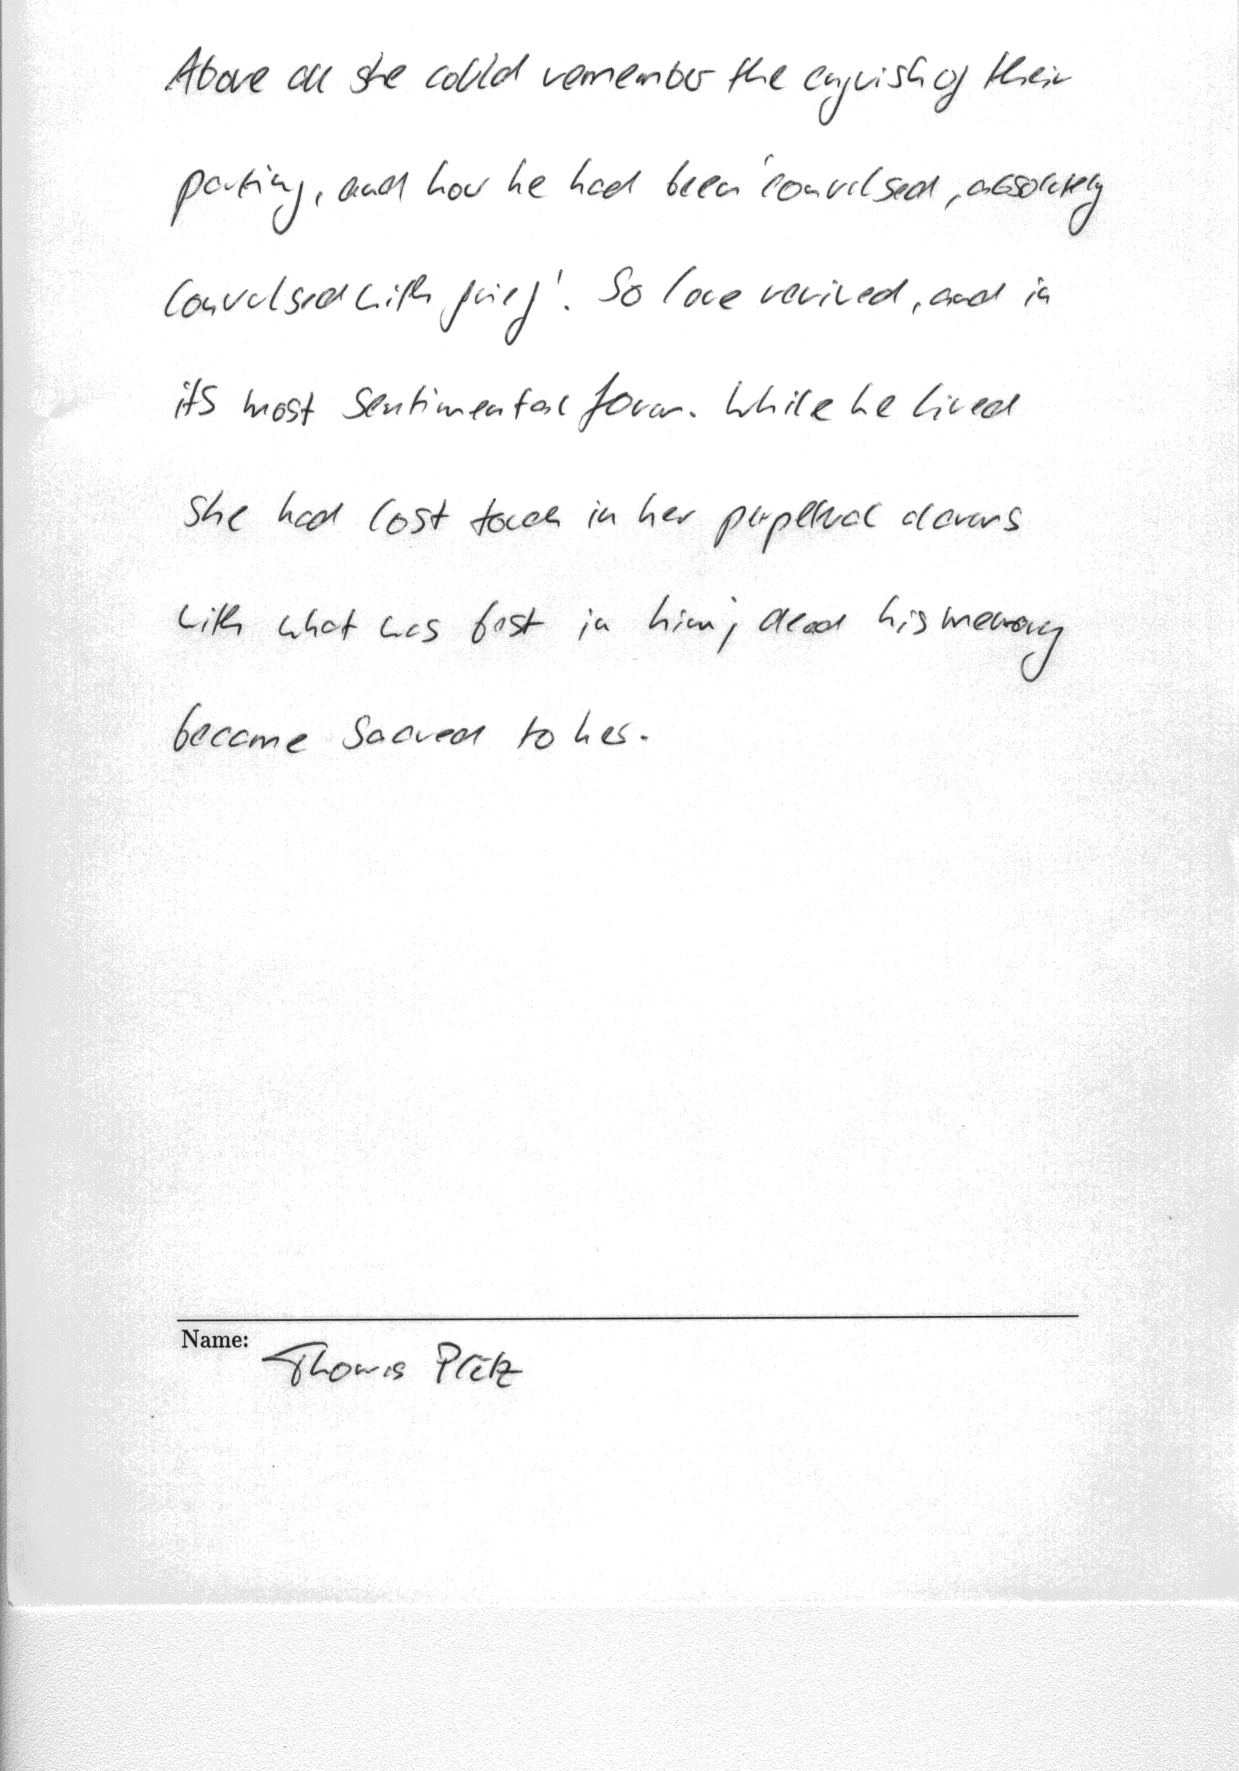 Above all she could remember the anguish of their
parting, and how he had been 'convulsed, absolutely
convulsed with grief'. So love revived, and in
its most sentimental form. While he lived
she had lost touch in her perpetual
with what was best in him; dead his memory
became sacred to her.
Name: Thomas Plötz